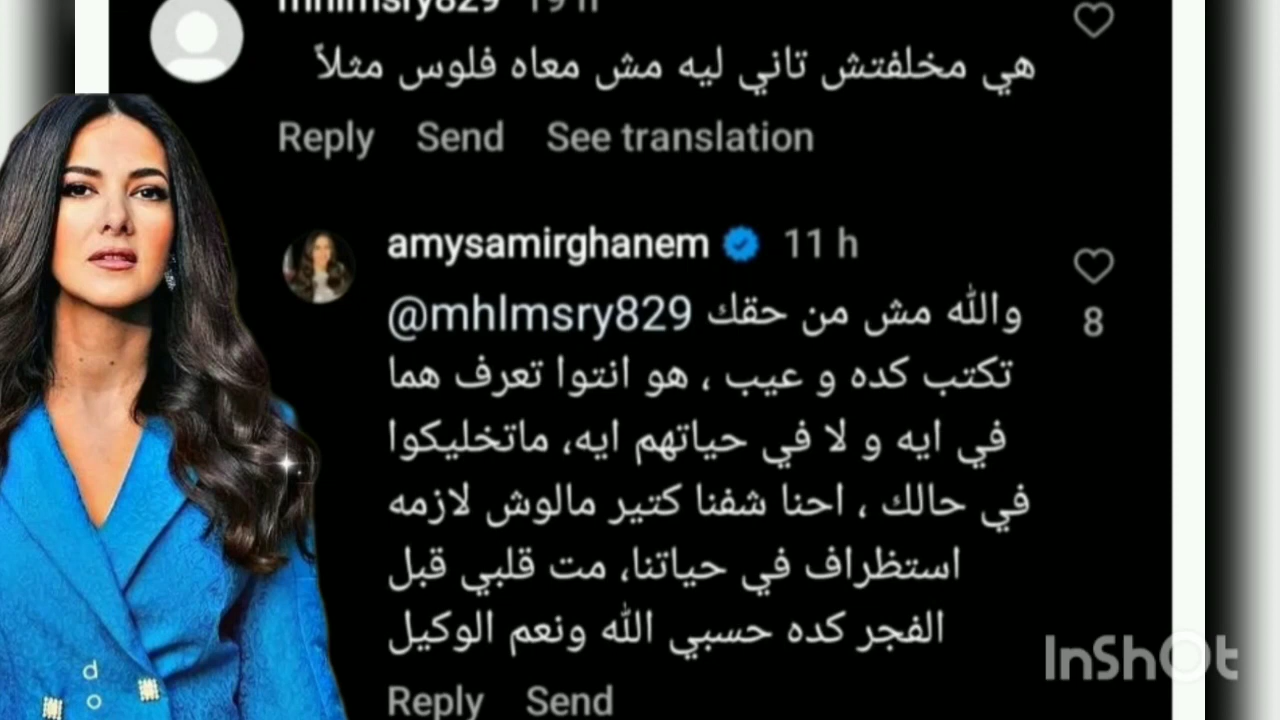 mhlmsry829 19 h
هي مخلفتش تاني ليه مش معاه فلوس مثلاً
Reply Send See translation
amysamirghanem 11 h
@mhlmsry829 والله مش من حقك
تكتب كده و عيب ، هو انتوا تعرف هما
في ايه و لا في حياتهم ايه، ماتخليكوا
في حالك ، احنا شفنا كتير مالوش لازمه
استظراف في حياتنا، مت قلبي قبل
الفجر كده حسبي الله ونعم الوكيل
8
Reply Send
d
o
InShOt